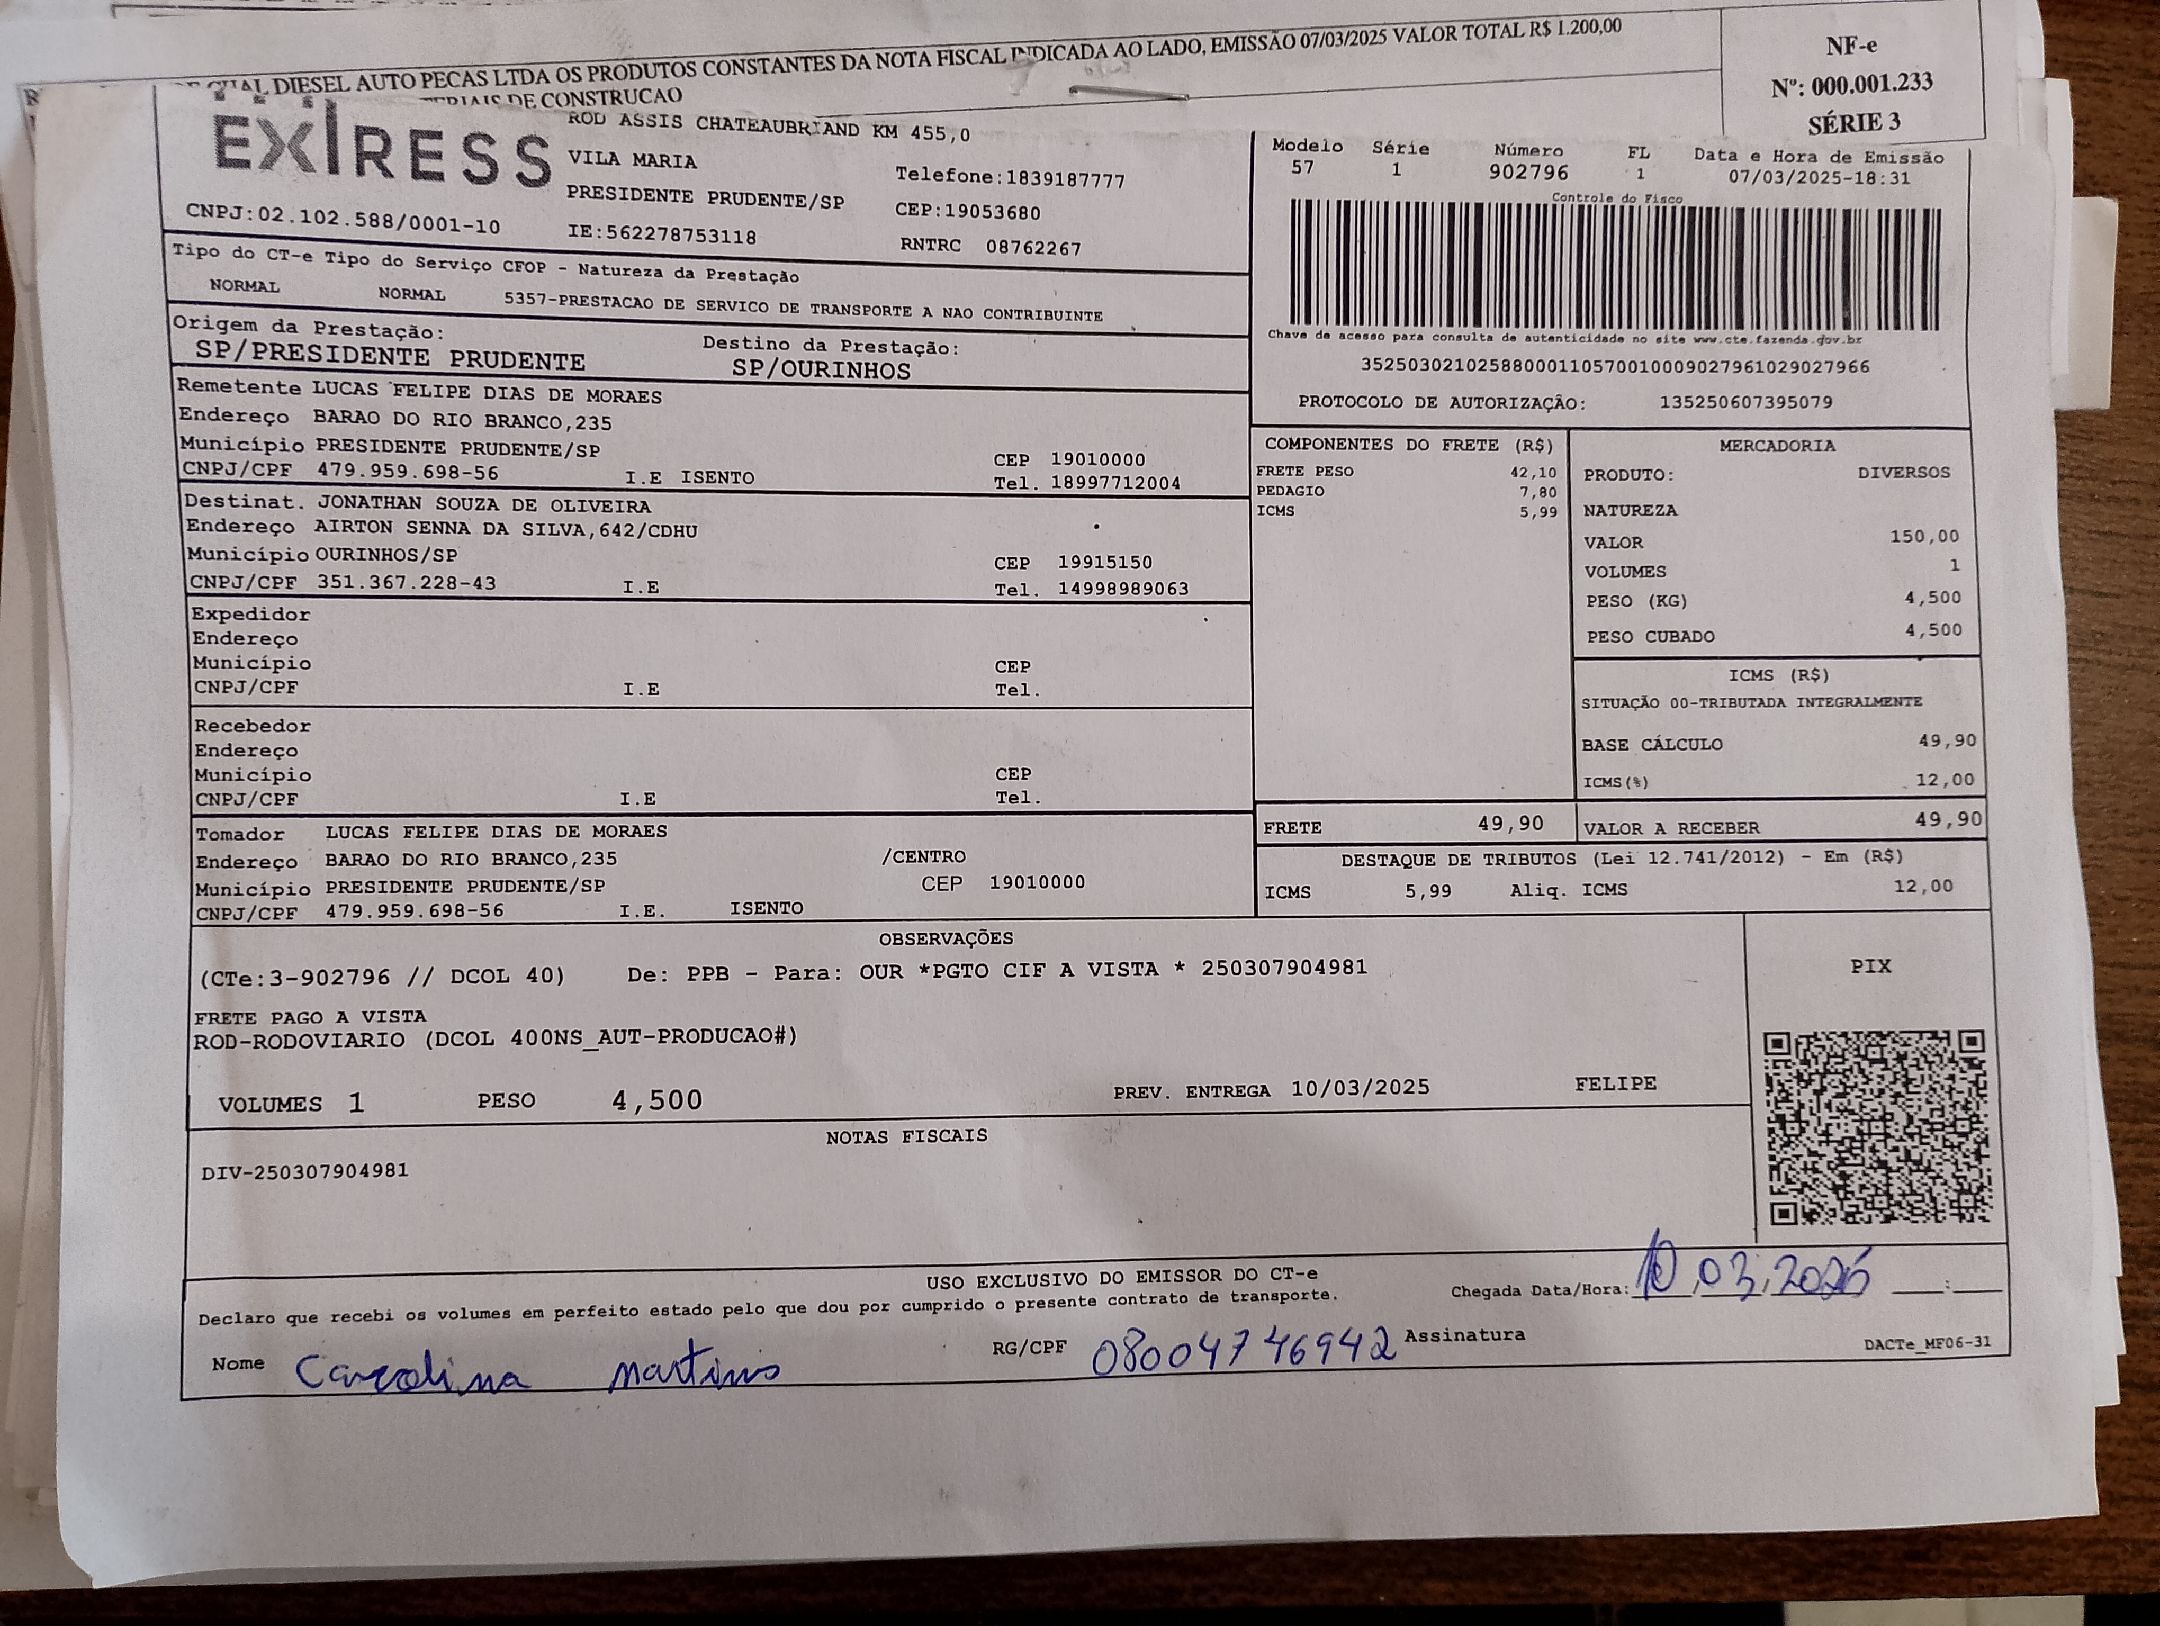 DIESEL AUTO PECAS LTDA OS PRODUTOS CONSTANTES DA NOTA FISCAL INDICADA AO LADO, EMISSÃO 07/03/2025 VALOR TOTAL R$ 1.200,00
DE CONSTRUCAO
NF-e
Nº: 000.001.233
SÉRIE 3
ROD ASSIS CHATEAUBRIAND KM 455,0
VILA MARIA
Telefone:1839187777
PRESIDENTE PRUDENTE/SP
CEP:19053680
CNPJ:02.102.588/0001-10
IE:562278753118
RNTRC 08762267
Modelo Série Número FL Data e Hora de Emissão
57 1 902796 1 07/03/2025-18:31
Controle do Fisco
Chave de acesso para consulta de autenticidade no site www.cte.fazenda.gov.br
35250302102588000110570010009027961029027966
PROTOCOLO DE AUTORIZAÇÃO: 135250607395079
Tipo do CT-e Tipo do Serviço CFOP - Natureza da Prestação
NORMAL NORMAL 5357-PRESTACAO DE SERVICO DE TRANSPORTE A NAO CONTRIBUINTE
Origem da Prestação: Destino da Prestação:
SP/PRESIDENTE PRUDENTE SP/OURINHOS
Remetente LUCAS FELIPE DIAS DE MORAES
Endereço BARAO DO RIO BRANCO,235
Município PRESIDENTE PRUDENTE/SP CEP 19010000
CNPJ/CPF 479.959.698-56 I.E ISENTO Tel. 18997712004
Destinat. JONATHAN SOUZA DE OLIVEIRA
Endereço AIRTON SENNA DA SILVA,642/CDHU
Município OURINHOS/SP CEP 19915150
CNPJ/CPF 351.367.228-43 I.E Tel. 14998989063
Expedidor
Endereço
Município CEP
CNPJ/CPF I.E Tel.
Recebedor
Endereço
Município CEP
CNPJ/CPF I.E Tel.
Tomador LUCAS FELIPE DIAS DE MORAES
Endereço BARAO DO RIO BRANCO,235 /CENTRO
Município PRESIDENTE PRUDENTE/SP CEP 19010000
CNPJ/CPF 479.959.698-56 I.E. ISENTO
COMPONENTES DO FRETE (R$)
FRETE PESO 42,10
PEDAGIO 7,80
ICMS 5,99
MERCADORIA
PRODUTO: DIVERSOS
NATUREZA
VALOR 150,00
VOLUMES 1
PESO (KG) 4,500
PESO CUBADO 4,500
ICMS (R$)
SITUAÇÃO 00-TRIBUTADA INTEGRALMENTE
BASE CÁLCULO 49,90
ICMS(%) 12,00
FRETE 49,90 VALOR A RECEBER 49,90
DESTAQUE DE TRIBUTOS (Lei 12.741/2012) - Em (R$)
ICMS 5,99 Aliq. ICMS 12,00
OBSERVAÇÕES
(CTe:3-902796 // DCOL 40) De: PPB - Para: OUR *PGTO CIF A VISTA * 250307904981
FRETE PAGO A VISTA
ROD-RODOVIARIO (DCOL 400NS_AUT-PRODUCAO#)
VOLUMES 1 PESO 4,500 PREV. ENTREGA 10/03/2025 FELIPE
PIX
NOTAS FISCAIS
DIV-250307904981
USO EXCLUSIVO DO EMISSOR DO CT-e
Declaro que recebi os volumes em perfeito estado pelo que dou por cumprido o presente contrato de transporte.
Chegada Data/Hora: 10 03
Nome Carolina Martins RG/CPF 08004746942 Assinatura
DACTe_MF06-31